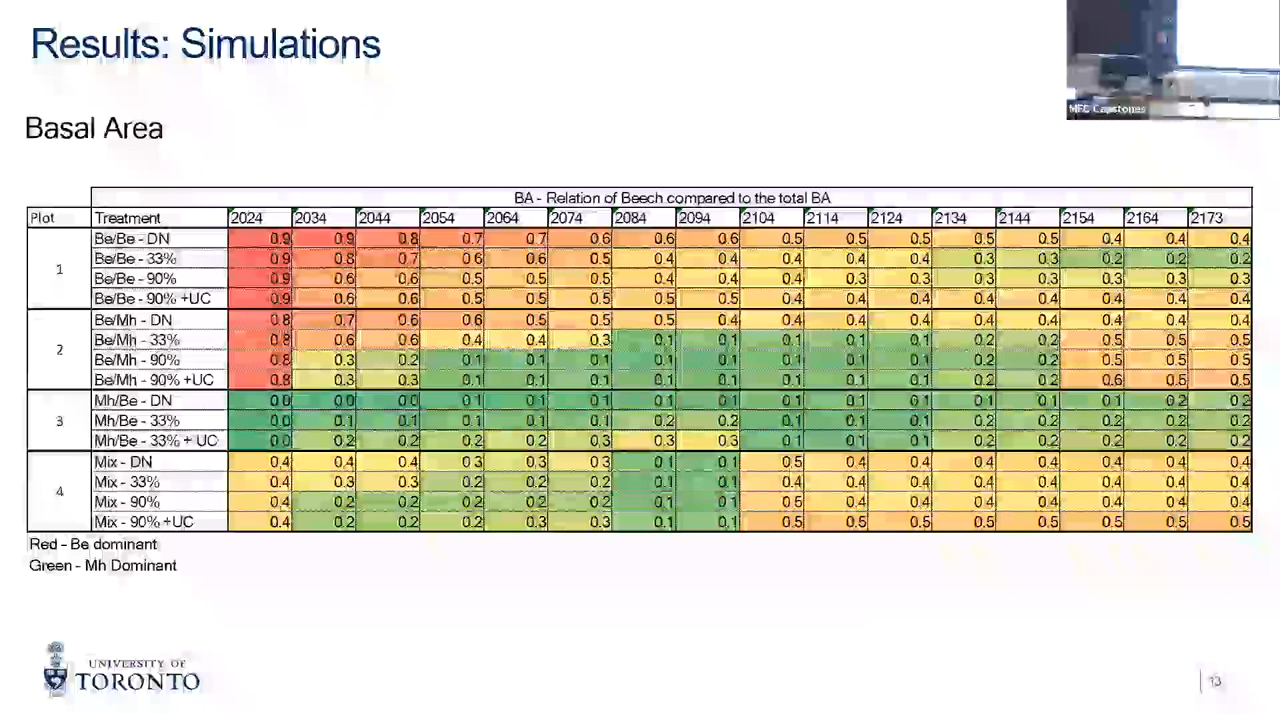 Results: Simulations
MFC Capstones
Basal Area
BA - Relation of Beech compared to the total BA
Plot Treatment 2024 2034 2044 2054 2064 2074 2084 2094 2104 2114 2124 2134 2144 2154 2164 2173
1
Be/Be - DN 0.9 0.9 0.8 0.7 0.7 0.6 0.6 0.6 0.5 0.5 0.5 0.5 0.5 0.4 0.4 0.4
Be/Be - 33% 0.9 0.8 0.7 0.6 0.6 0.5 0.4 0.4 0.4 0.4 0.4 0.3 0.3 0.2 0.2 0.2
Be/Be - 90% 0.9 0.6 0.6 0.5 0.5 0.5 0.4 0.4 0.4 0.3 0.3 0.3 0.3 0.3 0.3 0.3
Be/Be - 90% +UC 0.9 0.6 0.6 0.5 0.5 0.5 0.5 0.5 0.4 0.4 0.4 0.4 0.4 0.4 0.4 0.4
2
Be/Mh - DN 0.8 0.7 0.6 0.6 0.5 0.5 0.5 0.4 0.4 0.4 0.4 0.4 0.4 0.4 0.4 0.4
Be/Mh - 33% 0.8 0.6 0.6 0.4 0.4 0.3 0.1 0.1 0.1 0.1 0.1 0.2 0.2 0.5 0.5 0.5
Be/Mh - 90% 0.8 0.3 0.2 0.1 0.1 0.1 0.1 0.1 0.1 0.1 0.1 0.2 0.2 0.5 0.5 0.5
Be/Mh - 90% +UC 0.8 0.3 0.3 0.1 0.1 0.1 0.1 0.1 0.1 0.1 0.1 0.2 0.2 0.6 0.5 0.5
3
Mh/Be - DN 0.0 0.0 0.0 0.1 0.1 0.1 0.1 0.1 0.1 0.1 0.1 0.1 0.1 0.1 0.2 0.2
Mh/Be - 33% 0.0 0.1 0.1 0.1 0.1 0.1 0.2 0.2 0.1 0.1 0.1 0.2 0.2 0.2 0.2 0.2
Mh/Be - 33% + UC 0.0 0.2 0.2 0.2 0.2 0.3 0.3 0.3 0.1 0.1 0.1 0.2 0.2 0.2 0.2 0.2
4
Mix - DN 0.4 0.4 0.4 0.3 0.3 0.3 0.1 0.1 0.5 0.4 0.4 0.4 0.4 0.4 0.4 0.4
Mix - 33% 0.4 0.3 0.3 0.2 0.2 0.2 0.1 0.1 0.4 0.4 0.4 0.4 0.4 0.4 0.4 0.4
Mix - 90% 0.4 0.2 0.2 0.2 0.2 0.2 0.1 0.1 0.5 0.4 0.4 0.4 0.4 0.4 0.4 0.4
Mix - 90% +UC 0.4 0.2 0.2 0.2 0.3 0.3 0.1 0.1 0.5 0.5 0.5 0.5 0.5 0.5 0.5 0.5
Red - Be dominant
Green - Mh Dominant
UNIVERSITY OF
TORONTO
13